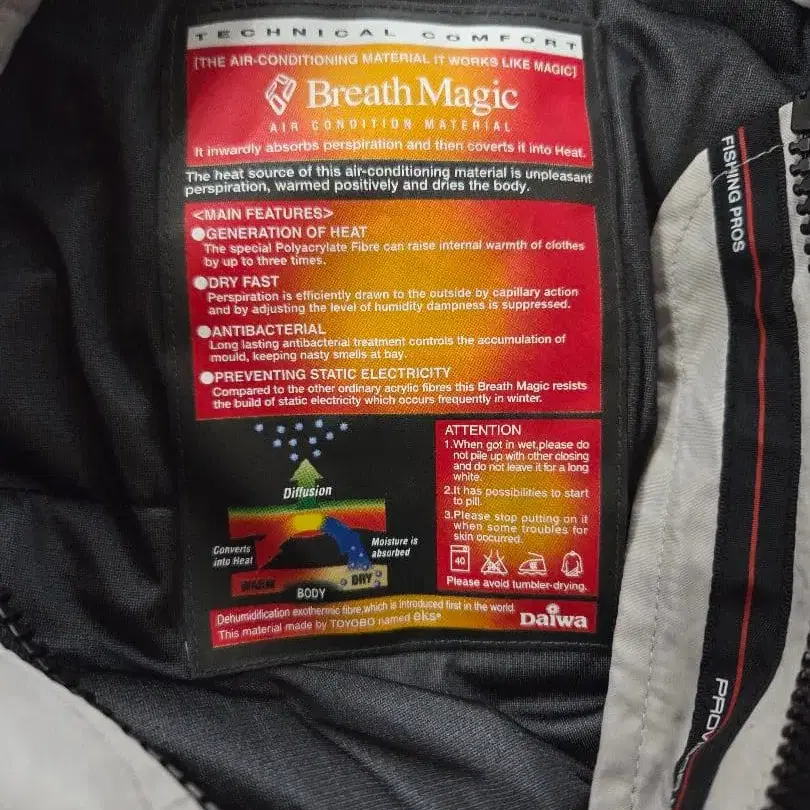 TECHNICAL COMFORT
[THE AIR-CONDITIONING MATERIAL IT WORKS LIKE MAGIC]
Breath Magic
AIR CONDITION MATERIAL
It inwardly absorbs perspiration and then coverts it into Heat.
The heat source of this air-conditioning material is unpleasant
perspiration, warmed positively and dries the body.
<MAIN FEATURES>
●GENERATION OF HEAT
The special Polyacrylate Fibre can raise internal warmth of clothes
by up to three times.
●DRY FAST
Perspiration is efficiently drawn to the outside by capillary action
and by adjusting the level of humidity dampness is suppressed.
●ANTIBACTERIAL
Long lasting antibacterial treatment controls the accumulation of
mould, keeping nasty smells at bay.
●PREVENTING STATIC ELECTRICITY
Compared to the other ordinary acrylic fibres this Breath Magic resists
the build of static electricity which occurs frequently in winter.
Diffusion
Converts
into Heat
Moisture is
absorbed
WARM
DRY
BODY
ATTENTION
1.When got in wet,please do
not pile up with other closing
and do not leave it for a long
white.
2.It has possibilities to start
to pill.
3.Please stop putting on it
when some troubles for
skin occurred.
40
Please avoid tumbler-drying.
Dehumidification exothermic fibre,which is introduced first in the world.
This material made by TOYOBO named eks®
DAIWA
FISHING PROS
PROV